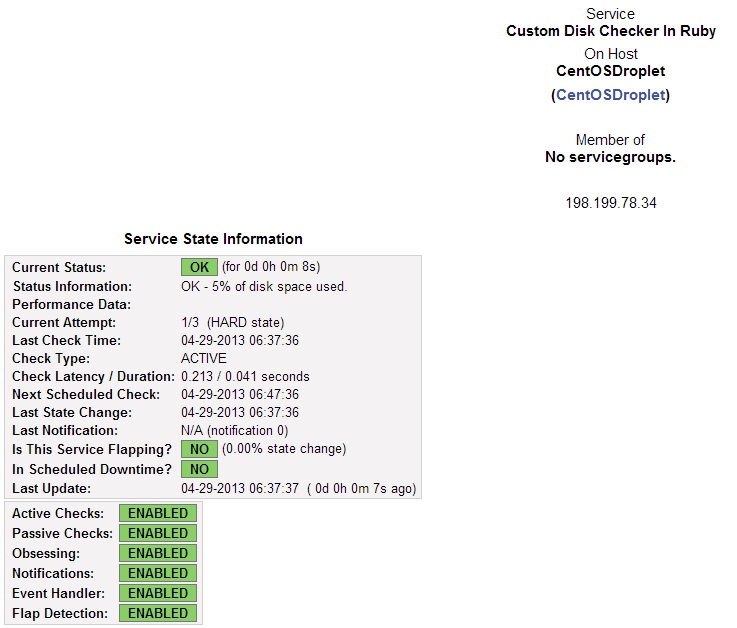 Service
Custom Disk Checker In Ruby
On Host
CentOSDroplet
(CentOSDroplet)
Member of
No servicegroups.
198.199.78.34
Service State Information
Current Status: OK (for 0d 0h 0m 8s)
Status Information: OK - 5% of disk space used.
Performance Data:
Current Attempt: 1/3 (HARD state)
Last Check Time: 04-29-2013 06:37:36
Check Type: ACTIVE
Check Latency / Duration: 0.213 / 0.041 seconds
Next Scheduled Check: 04-29-2013 06:47:36
Last State Change: 04-29-2013 06:37:36
Last Notification: N/A (notification 0)
Is This Service Flapping? NO (0.00% state change)
In Scheduled Downtime? NO
Last Update: 04-29-2013 06:37:37 ( 0d 0h 0m 7s ago)
Active Checks: ENABLED
Passive Checks: ENABLED
Obsessing: ENABLED
Notifications: ENABLED
Event Handler: ENABLED
Flap Detection: ENABLED